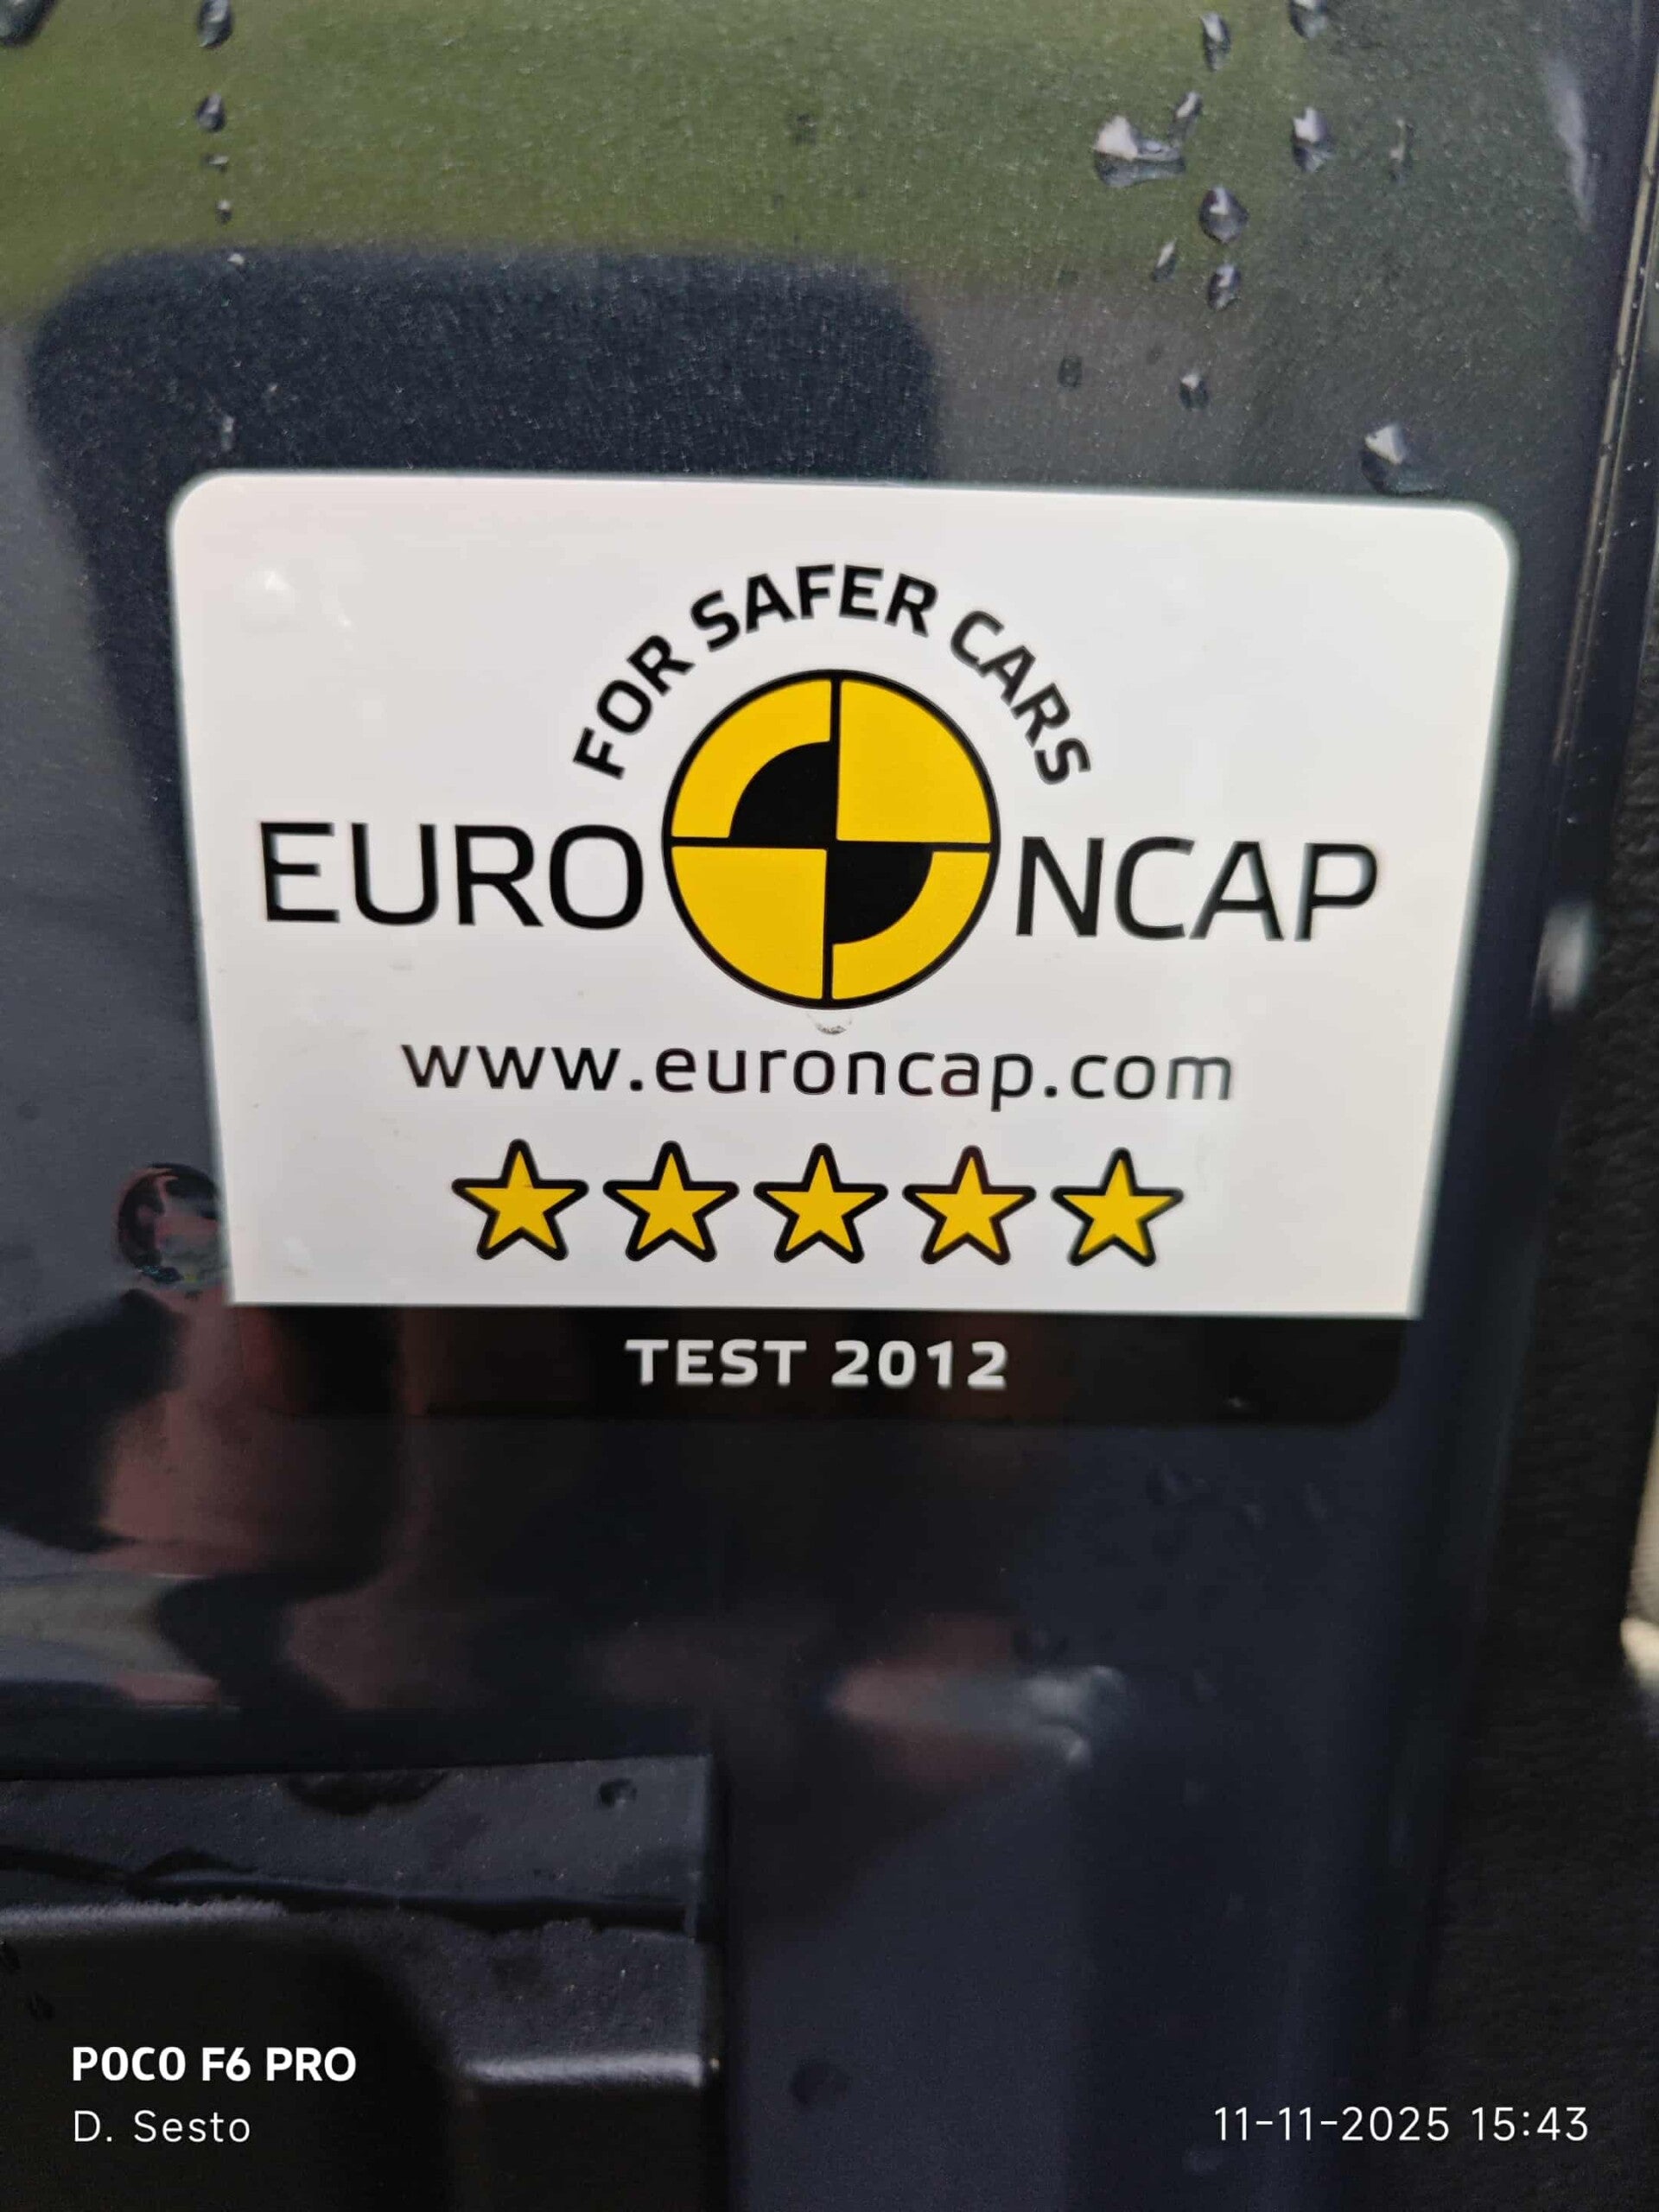 FOR SAFER CARS
EURO NCAP
www.euroncap.com
TEST 2012
POCO F6 PRO
D. Sesto
11-11-2025 15:43